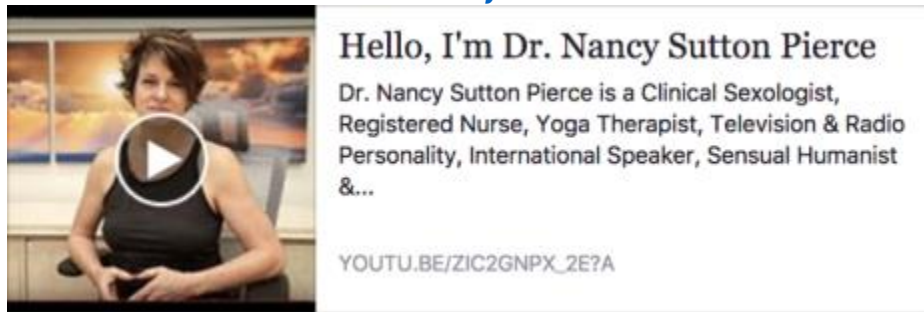 Hello, I'm Dr. Nancy Sutton Pierce
Dr. Nancy Sutton Pierce is a Clinical Sexologist,
Registered Nurse, Yoga Therapist, Television & Radio
Personality, International Speaker, Sensual Humanist
&...
YOUTU.BE/ZIC2GNPX_2E?A